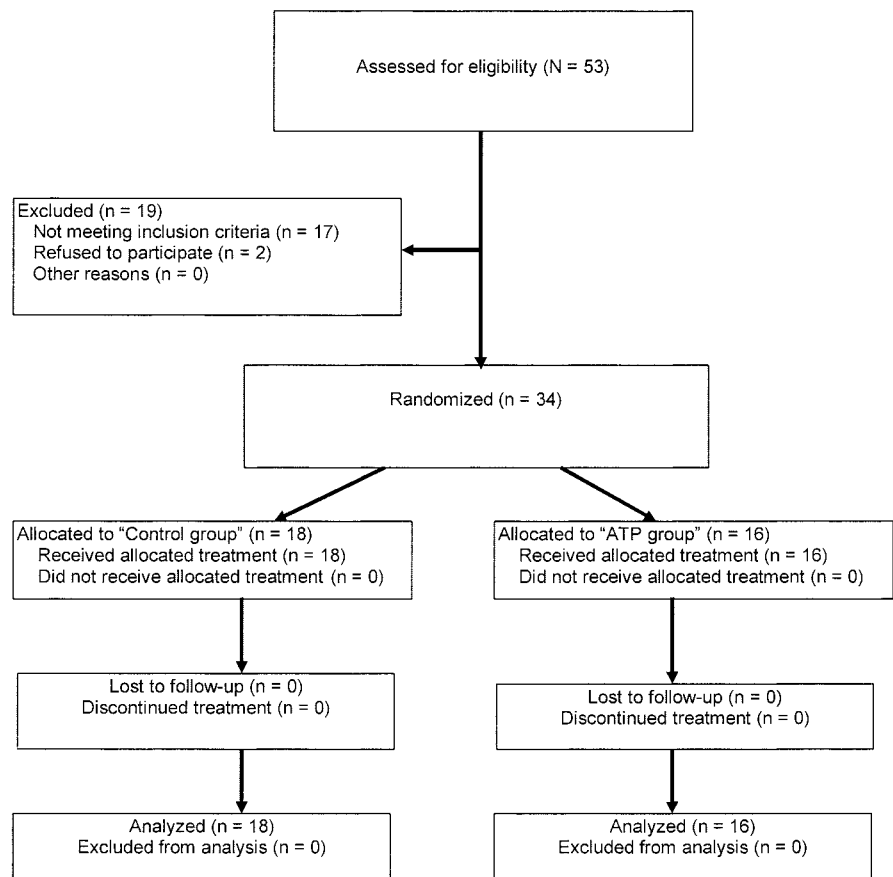 Assessed for eligibility (N = 53)
Excluded (n = 19)
Not meeting inclusion criteria (n = 17)
Refused to participate (n = 2)
Other reasons (n = 0)
Randomized (n = 34)
Allocated to “Control group” (n = 18)
Received allocated treatment (n = 18)
Did not receive allocated treatment (n = 0)
Allocated to “ATP group” (n = 16)
Received allocated treatment (n = 16)
Did not receive allocated treatment (n = 0)
Lost to follow-up (n = 0)
Discontinued treatment (n = 0)
Lost to follow-up (n = 0)
Discontinued treatment (n = 0)
Analyzed (n = 18)
Excluded from analysis (n = 0)
Analyzed (n = 16)
Excluded from analysis (n = 0)